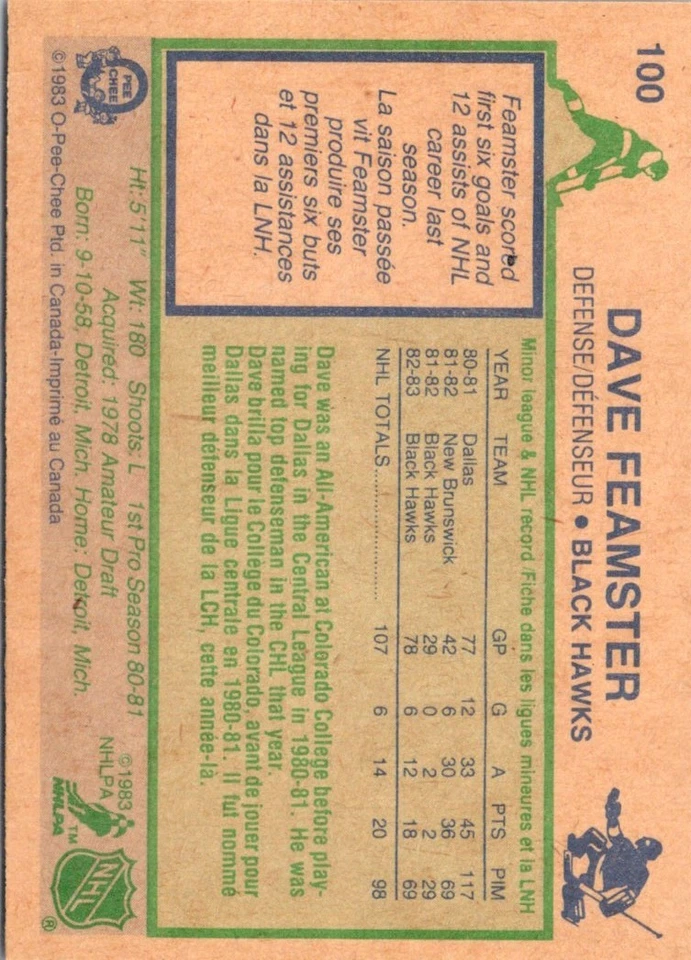 100
DAVE FEAMSTER
DEFENSE/DÉFENSEUR • BLACK HAWKS
Feamster scored
first six goals and
12 assists of NHL
career last
season.
La saison passée
vit Feamster
produire ses
premiers six buts
et 12 assistances
dans la LNH.
Minor league & NHL record/Fiche dans les ligues mineures et la LNH
YEAR TEAM GP G A PTS PIM
80-81 Dallas 77 12 33 45 117
81-82 New Brunswick 42 6 30 36 69
81-82 Black Hawks 29 0 2 2 29
82-83 Black Hawks 78 6 12 18 69
NHL TOTALS.................. 107 6 14 20 98
Dave was an All-American at Colorado College before play-
ing for Dallas in the Central League in 1980-81. He was
named top defenseman in the CHL that year.
Dave brilla pour le Collège du Colorado, avant de jouer pour
Dallas dans la Ligue centrale en 1980-81. Il fut nommé
meilleur défenseur de la LCH, cette année-là.
O
PEE
CHEE
Ht: 5'11" Wt: 180 Shoots: L 1st Pro Season 80-81
Acquired: 1978 Amateur Draft
Born: 9-10-58, Detroit, Mich. Home: Detroit, Mich.
©1983 O-Pee-Chee Ptd. in Canada-Imprimé au Canada
©1983
NHLPA
NHLPA™
NHL
®